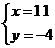 x = 11
y = -4